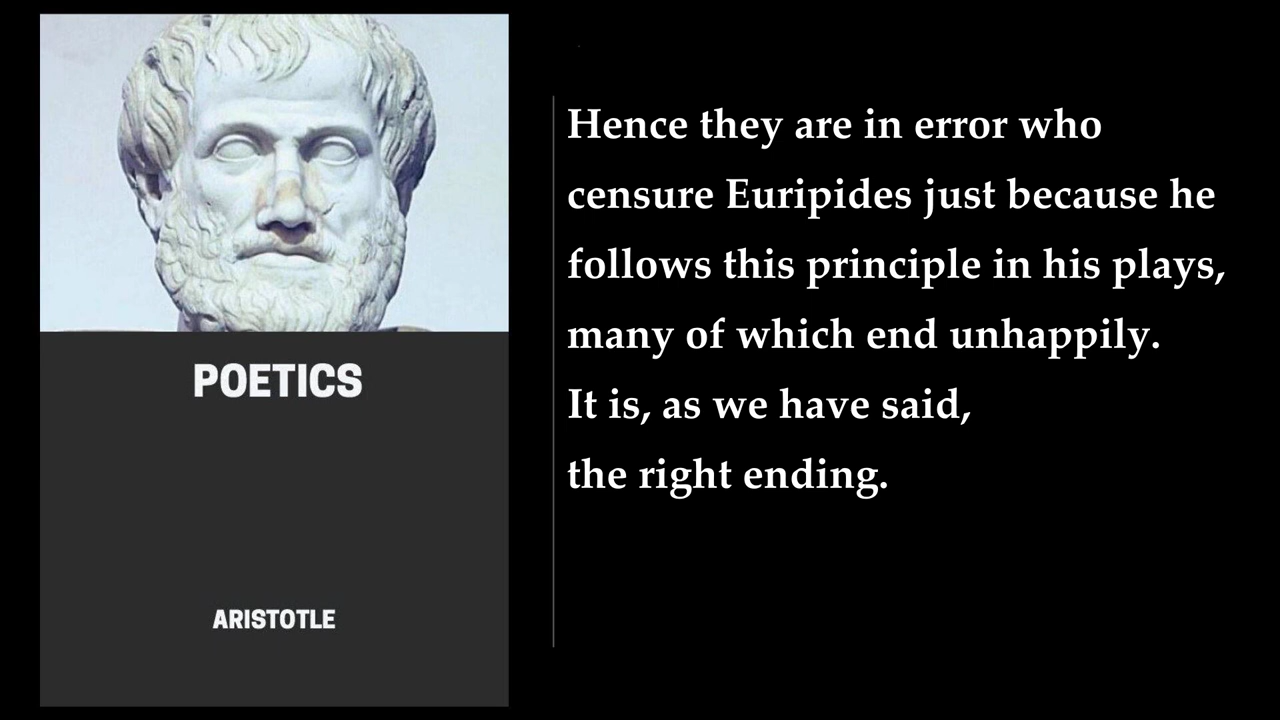 POETICS
ARISTOTLE
Hence they are in error who
censure Euripides just because he
follows this principle in his plays,
many of which end unhappily.
It is, as we have said,
the right ending.